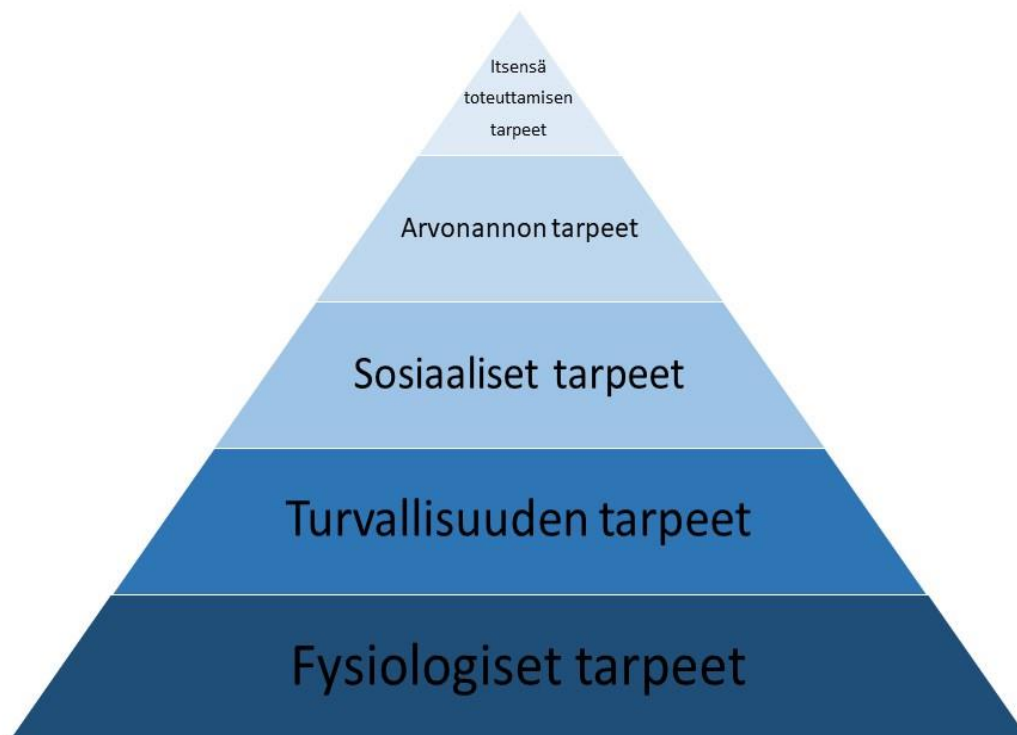 Itsensä
toteuttamisen
tarpeet
Arvonannon tarpeet
Sosiaaliset tarpeet
Turvallisuuden tarpeet
Fysiologiset tarpeet